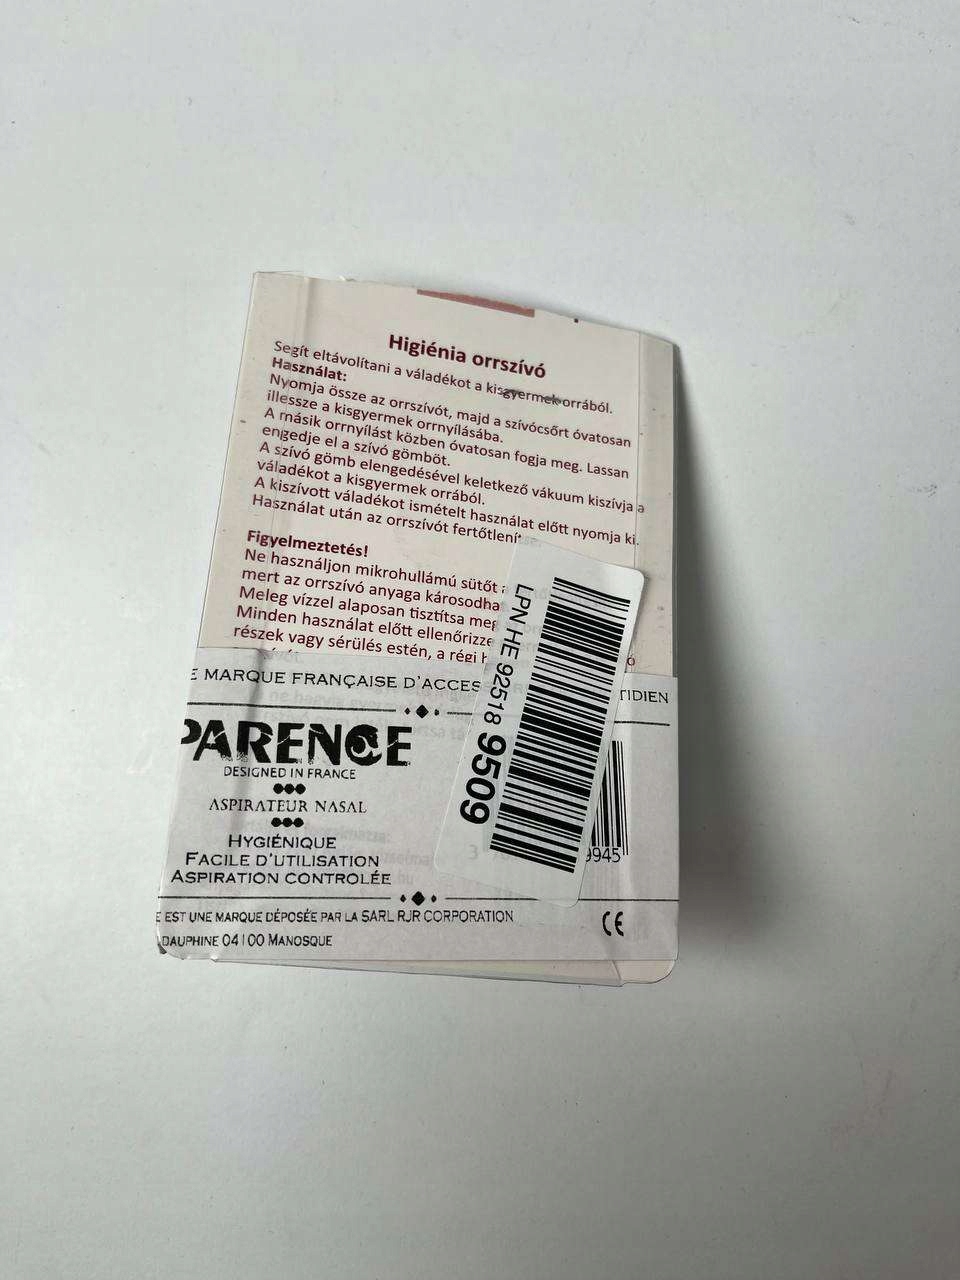 Higiénia orrszívó
Segít eltávolítani a váladékot a kisgyermek orrából.
Használat:
Nyomja össze az orrszívót, majd a szívócsőrt óvatosan
illessze a kisgyermek orrnyílásába.
A másik orrnyílást közben óvatosan fogja meg. Lassan
engedje el a szívó gömböt.
A szívó gömb elengedésével keletkező vákuum kiszívja a
váladékot a kisgyermek orrából.
A kiszívott váladékot ismételt használat előtt nyomja ki.
Használat után az orrszívót
Figyelmeztetés!
Ne használjon mikrohullámú sütőt
mert az orrszívó anyaga
Meleg vízzel alaposan tisztítsa meg
Minden használat előtt
részek vagy sérülés estén, a régi
MARQUE FRANÇAISE
PARENCE
DESIGNED IN FRANCE
ASPIRATEUR NASAL
HYGIÉNIQUE
FACILE D'UTILISATION
ASPIRATION CONTROLÉE
EST UNE MARQUE DÉPOSÉE PAR LA SARL RJR CORPORATION
DAUPHINE 04100 MANOSQUE
CE
LPN HE 92518 9509
9945